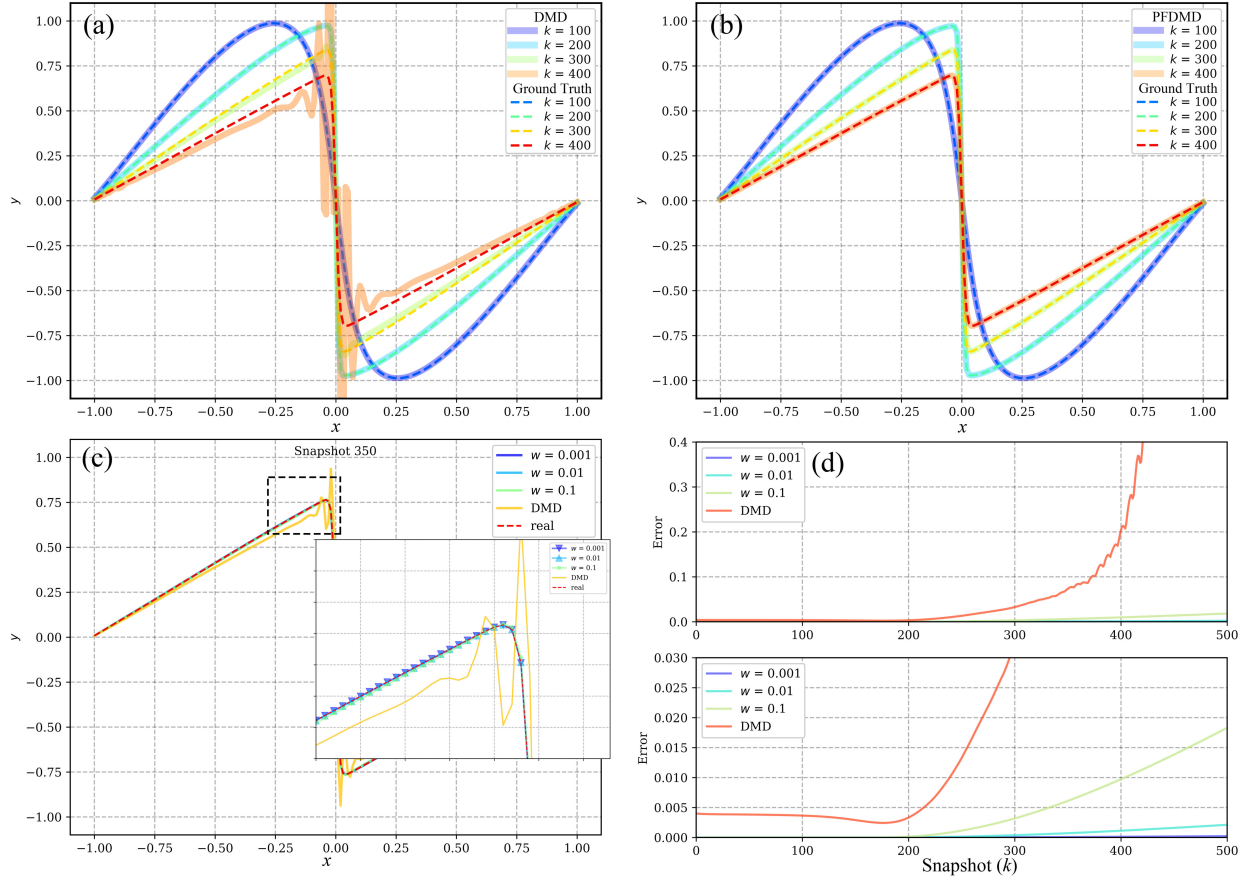 (a)
DMD
k = 100
k = 200
k = 300
k = 400
Ground Truth
k = 100
k = 200
k = 300
k = 400
1.00
0.75
0.50
0.25
0.00
−0.25
−0.50
−0.75
−1.00
y
−1.00 −0.75 −0.50 −0.25 0.00 0.25 0.50 0.75 1.00
x
(b)
PFDMD
k = 100
k = 200
k = 300
k = 400
Ground Truth
k = 100
k = 200
k = 300
k = 400
1.00
0.75
0.50
0.25
0.00
−0.25
−0.50
−0.75
−1.00
y
−1.00 −0.75 −0.50 −0.25 0.00 0.25 0.50 0.75 1.00
x
(c)
Snapshot 350
w = 0.001
w = 0.01
w = 0.1
DMD
real
w = 0.001
w = 0.01
w = 0.1
DMD
real
1.00
0.75
0.50
0.25
0.00
−0.25
−0.50
−0.75
−1.00
y
−1.00 −0.75 −0.50 −0.25 0.00 0.25 0.50 0.75 1.00
x
(d)
w = 0.001
w = 0.01
w = 0.1
DMD
0.4
0.3
0.2
0.1
0.0
Error
0 100 200 300 400 500
w = 0.001
w = 0.01
w = 0.1
DMD
0.030
0.025
0.020
0.015
0.010
0.005
0.000
Error
0 100 200 300 400 500
Snapshot (k)